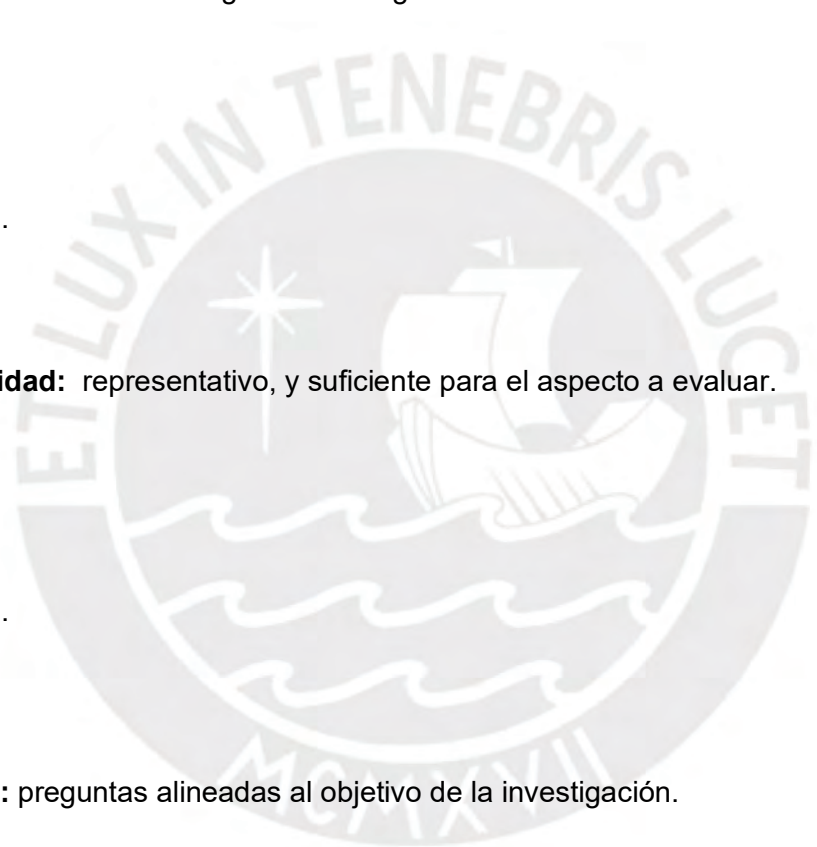 .
idad: representativo, y suficiente para el aspecto a evaluar.
.
: preguntas alineadas al objetivo de la investigación.
ET LUX IN TENEBRIS LUCET
MCMXVII